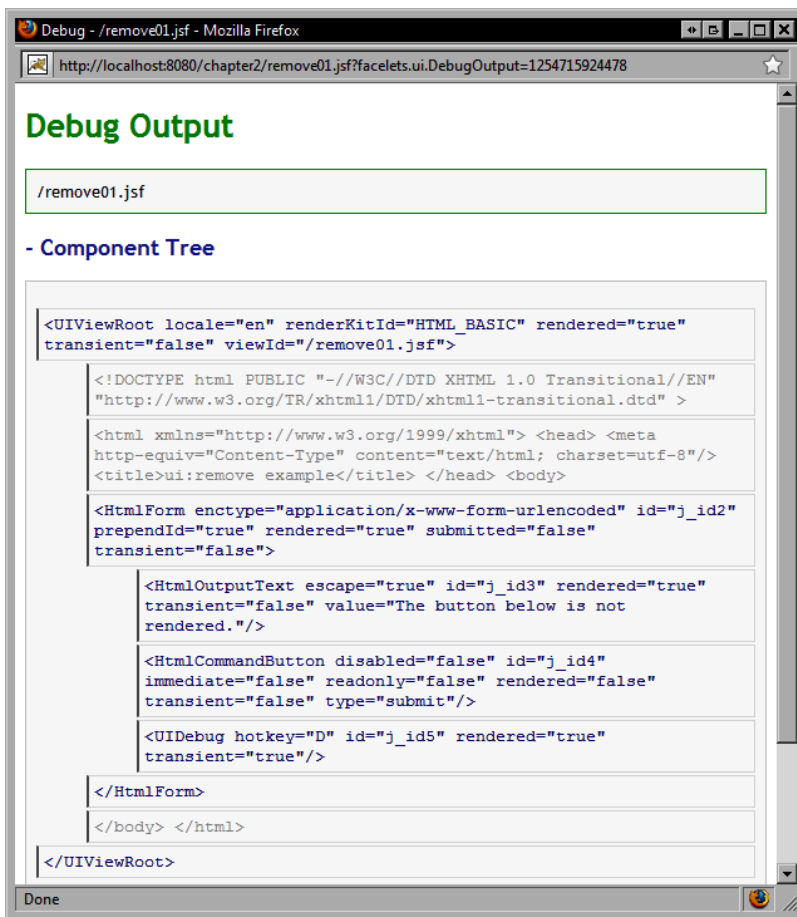 Debug - /remove01.jsf - Mozilla Firefox
http://localhost:8080/chapter2/remove01.jsf?facelets.ui.DebugOutput=1254715924478
Debug Output
/remove01.jsf
- Component Tree
<UIViewRoot locale="en" renderKitId="HTML_BASIC" rendered="true"
transient="false" viewId="/remove01.jsf">
<!DOCTYPE html PUBLIC "-//W3C//DTD XHTML 1.0 Transitional//EN"
"http://www.w3.org/TR/xhtml1/DTD/xhtml1-transitional.dtd" >
<html xmlns="http://www.w3.org/1999/xhtml"> <head> <meta
http-equiv="Content-Type" content="text/html; charset=utf-8"/>
<title>ui:remove example</title> </head> <body>
<HtmlForm enctype="application/x-www-form-urlencoded" id="j_id2"
prependId="true" rendered="true" submitted="false"
transient="false">
<HtmlOutputText escape="true" id="j_id3" rendered="true"
transient="false" value="The button below is not
rendered."/>
<HtmlCommandButton disabled="false" id="j_id4"
immediate="false" readonly="false" rendered="false"
transient="false" type="submit"/>
<UIDebug hotkey="D" id="j_id5" rendered="true"
transient="true"/>
</HtmlForm>
</body> </html>
</UIViewRoot>
Done